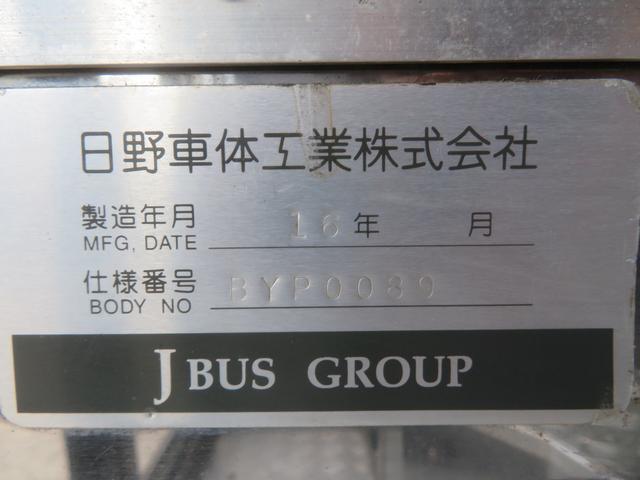 日野車体工業株式会社
製造年月 16年 月
MFG, DATE
仕様番号 BYP0089
BODY NO
J BUS GROUP